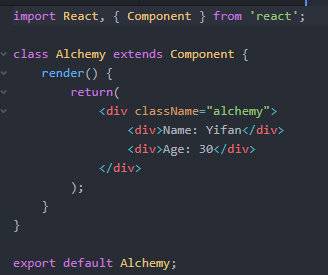 import React, { Component } from 'react';
class Alchemy extends Component {
render() {
return(
<div className="alchemy">
<div>Name: Yifan</div>
<div>Age: 30</div>
</div>
);
}
}
export default Alchemy;